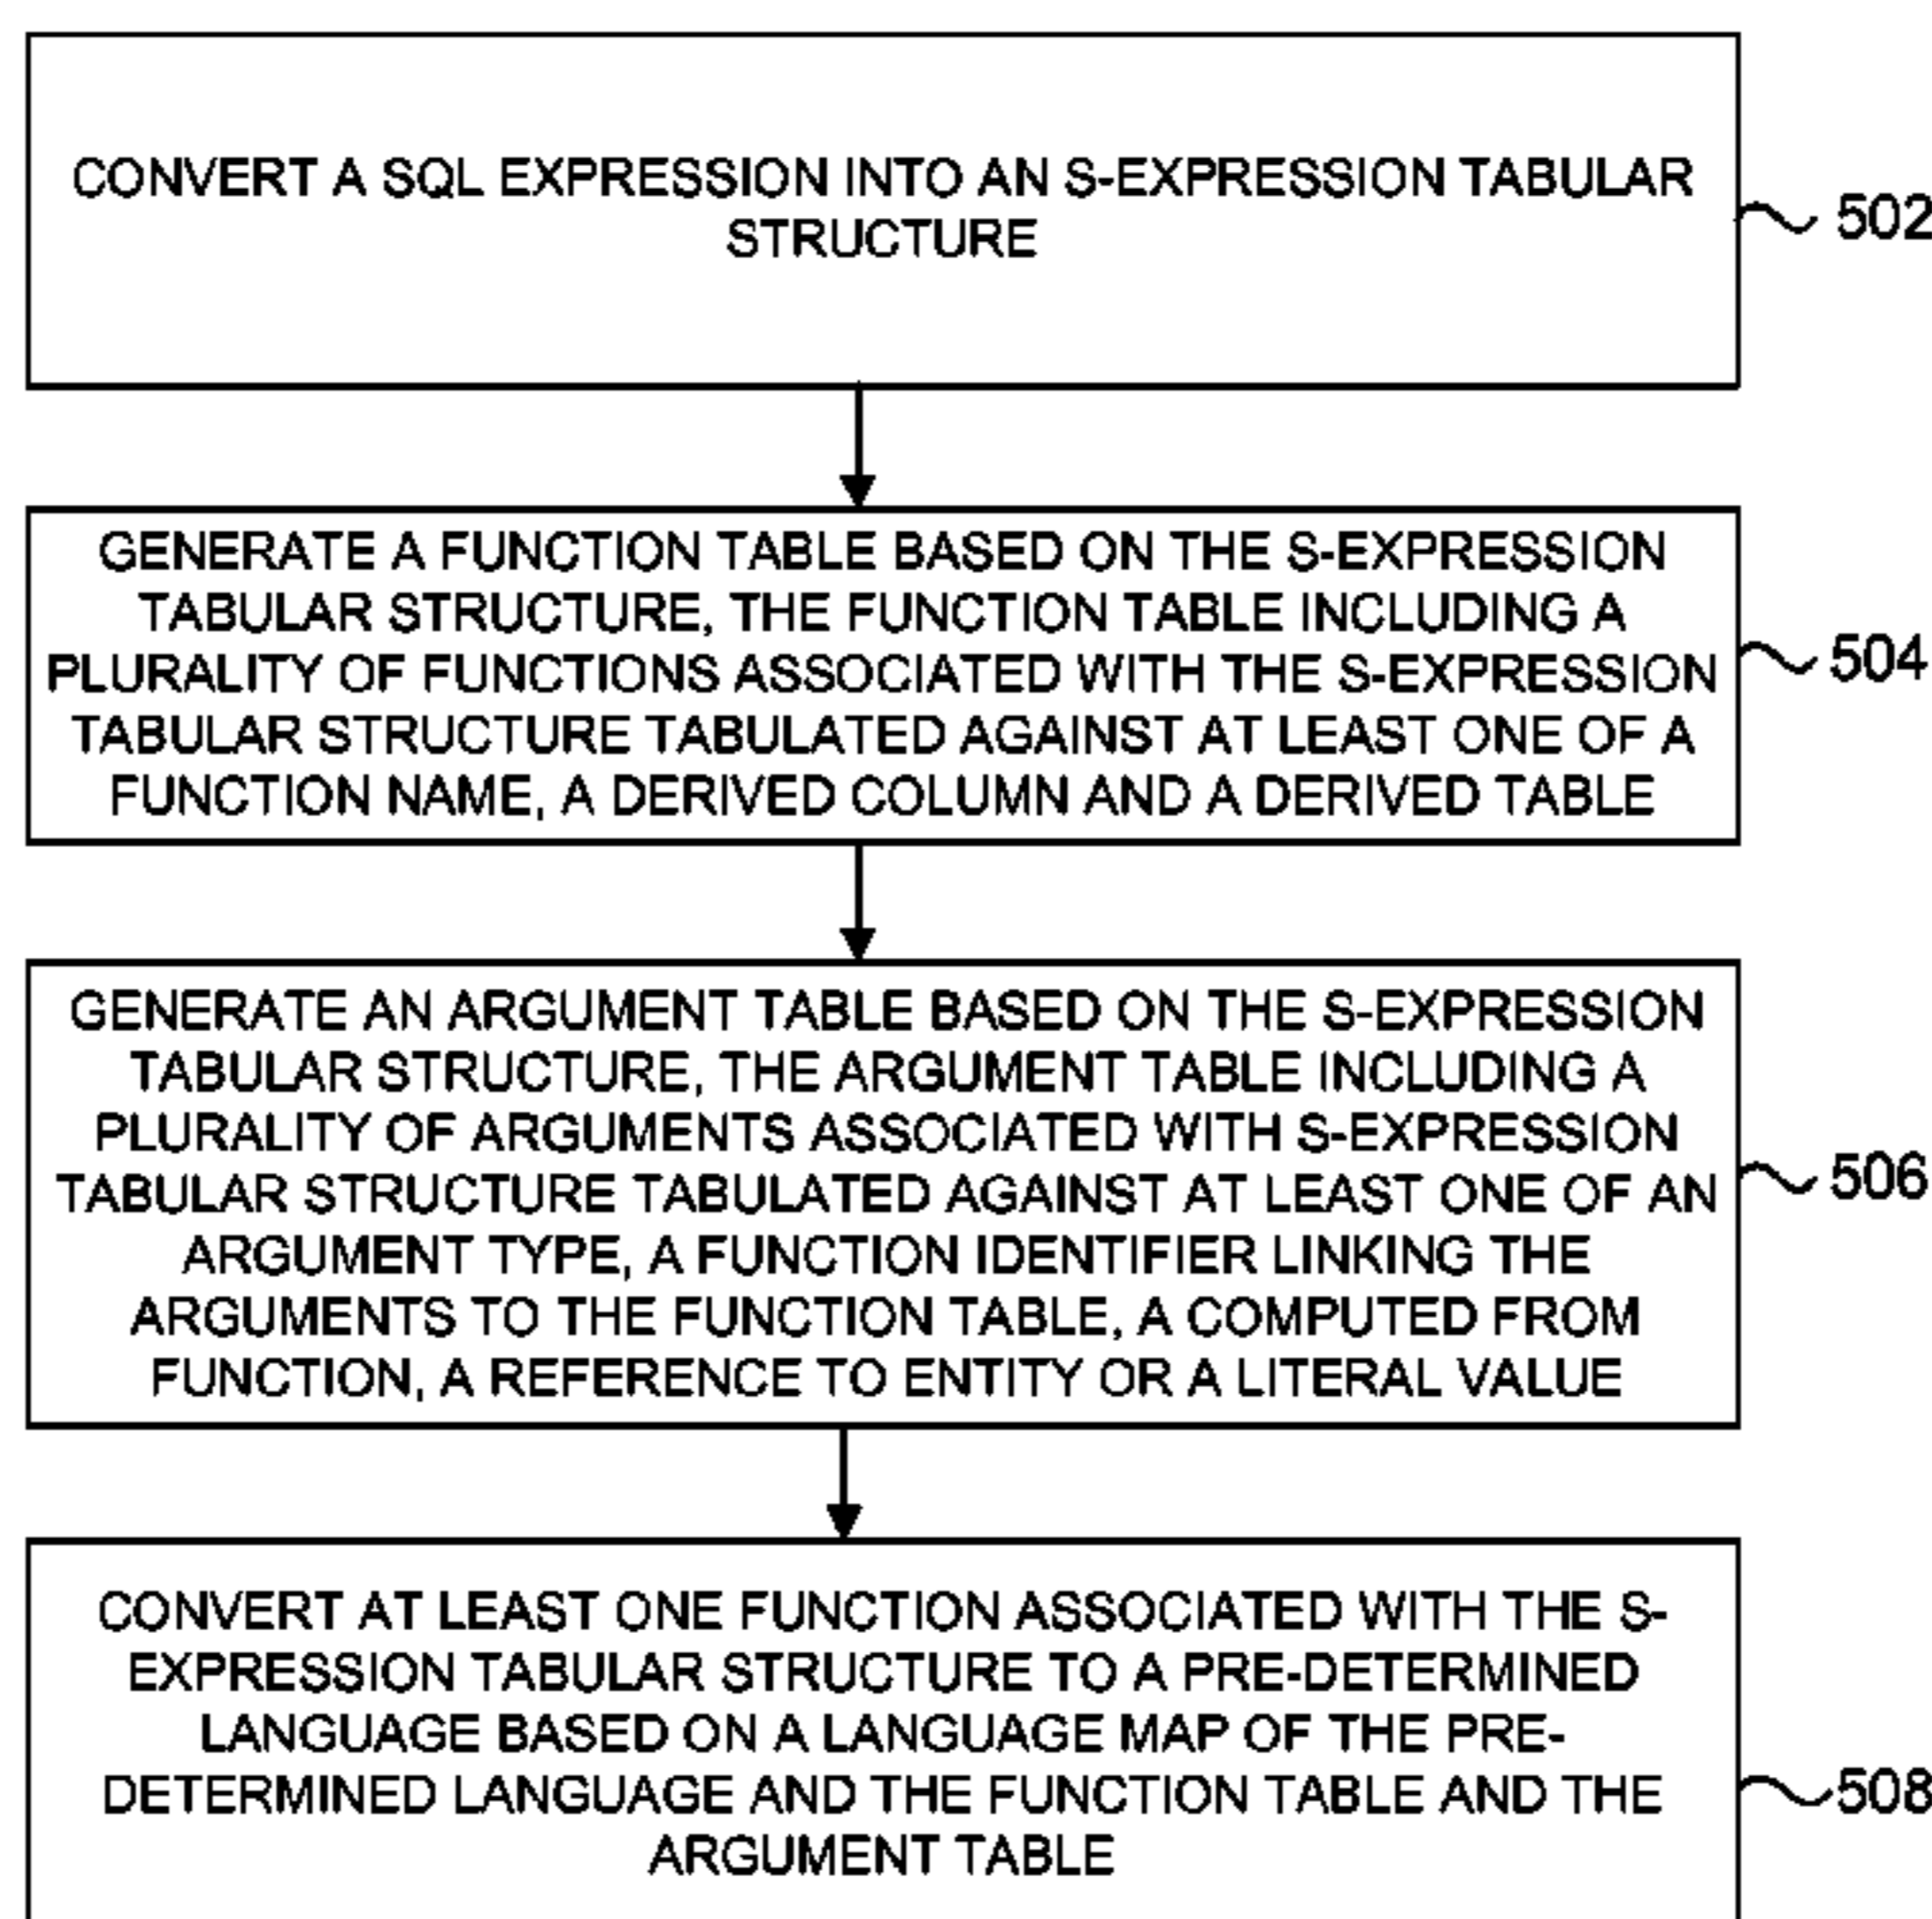 CONVERT A SQL EXPRESSION INTO AN S-EXPRESSION TABULAR
STRUCTURE
502
GENERATE A FUNCTION TABLE BASED ON THE S-EXPRESSION
TABULAR STRUCTURE, THE FUNCTION TABLE INCLUDING A
PLURALITY OF FUNCTIONS ASSOCIATED WITH THE S-EXPRESSION
TABULAR STRUCTURE TABULATED AGAINST AT LEAST ONE OF A
FUNCTION NAME, A DERIVED COLUMN AND A DERIVED TABLE
504
GENERATE AN ARGUMENT TABLE BASED ON THE S-EXPRESSION
TABULAR STRUCTURE, THE ARGUMENT TABLE INCLUDING A
PLURALITY OF ARGUMENTS ASSOCIATED WITH S-EXPRESSION
TABULAR STRUCTURE TABULATED AGAINST AT LEAST ONE OF AN
ARGUMENT TYPE, A FUNCTION IDENTIFIER LINKING THE
ARGUMENTS TO THE FUNCTION TABLE, A COMPUTED FROM
FUNCTION, A REFERENCE TO ENTITY OR A LITERAL VALUE
506
CONVERT AT LEAST ONE FUNCTION ASSOCIATED WITH THE S-
EXPRESSION TABULAR STRUCTURE TO A PRE-DETERMINED
LANGUAGE BASED ON A LANGUAGE MAP OF THE PRE-
DETERMINED LANGUAGE AND THE FUNCTION TABLE AND THE
ARGUMENT TABLE
508